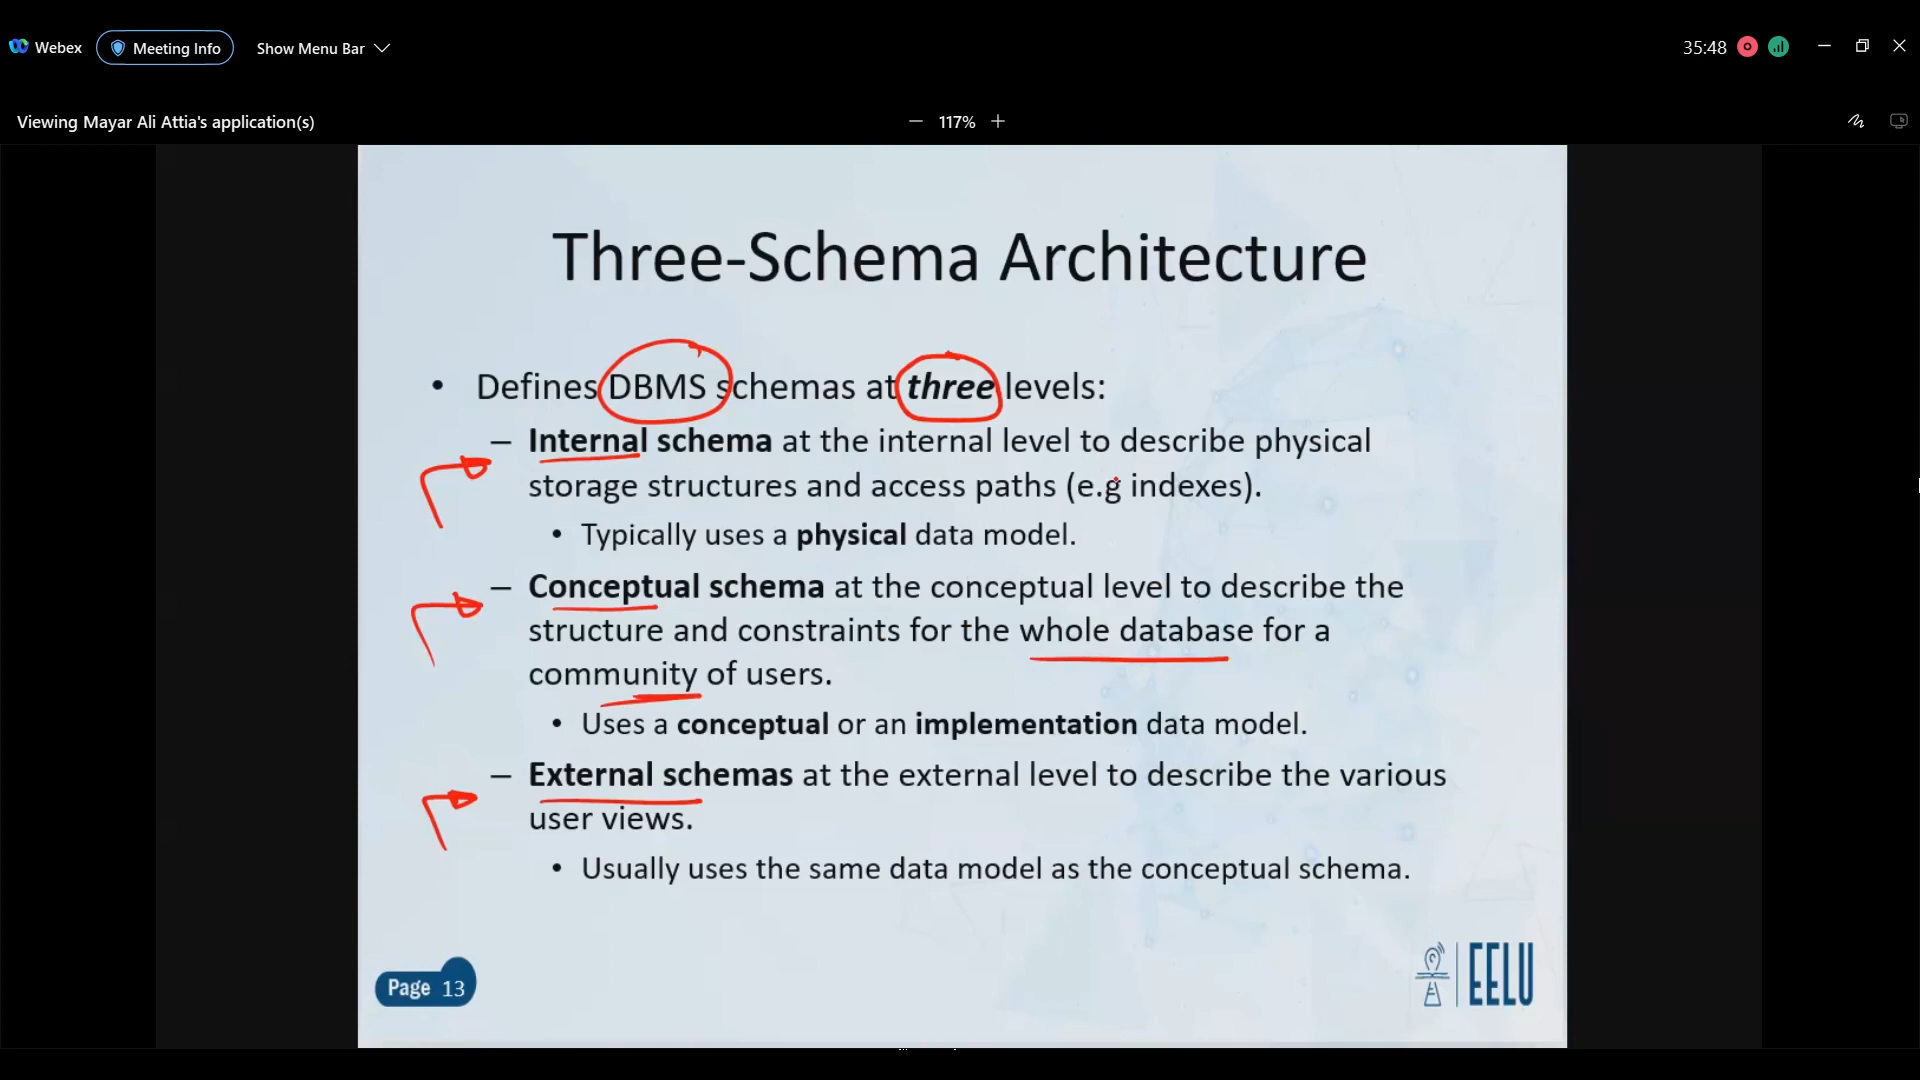 Webex
Meeting Info
Show Menu Bar
35:48
Viewing Mayar Ali Attia's application(s)
117%
Three-Schema Architecture
• Defines DBMS schemas at three levels:
– Internal schema at the internal level to describe physical
storage structures and access paths (e.g indexes).
• Typically uses a physical data model.
– Conceptual schema at the conceptual level to describe the
structure and constraints for the whole database for a
community of users.
• Uses a conceptual or an implementation data model.
– External schemas at the external level to describe the various
user views.
• Usually uses the same data model as the conceptual schema.
Page 13
EELU